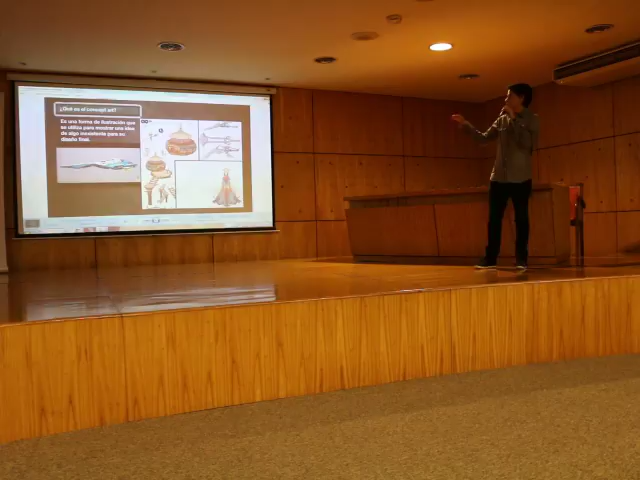 ¿Qué es el concept art?
Es una forma de ilustración que
se utiliza para mostrar una idea
de algo inexistente para su
diseño final.